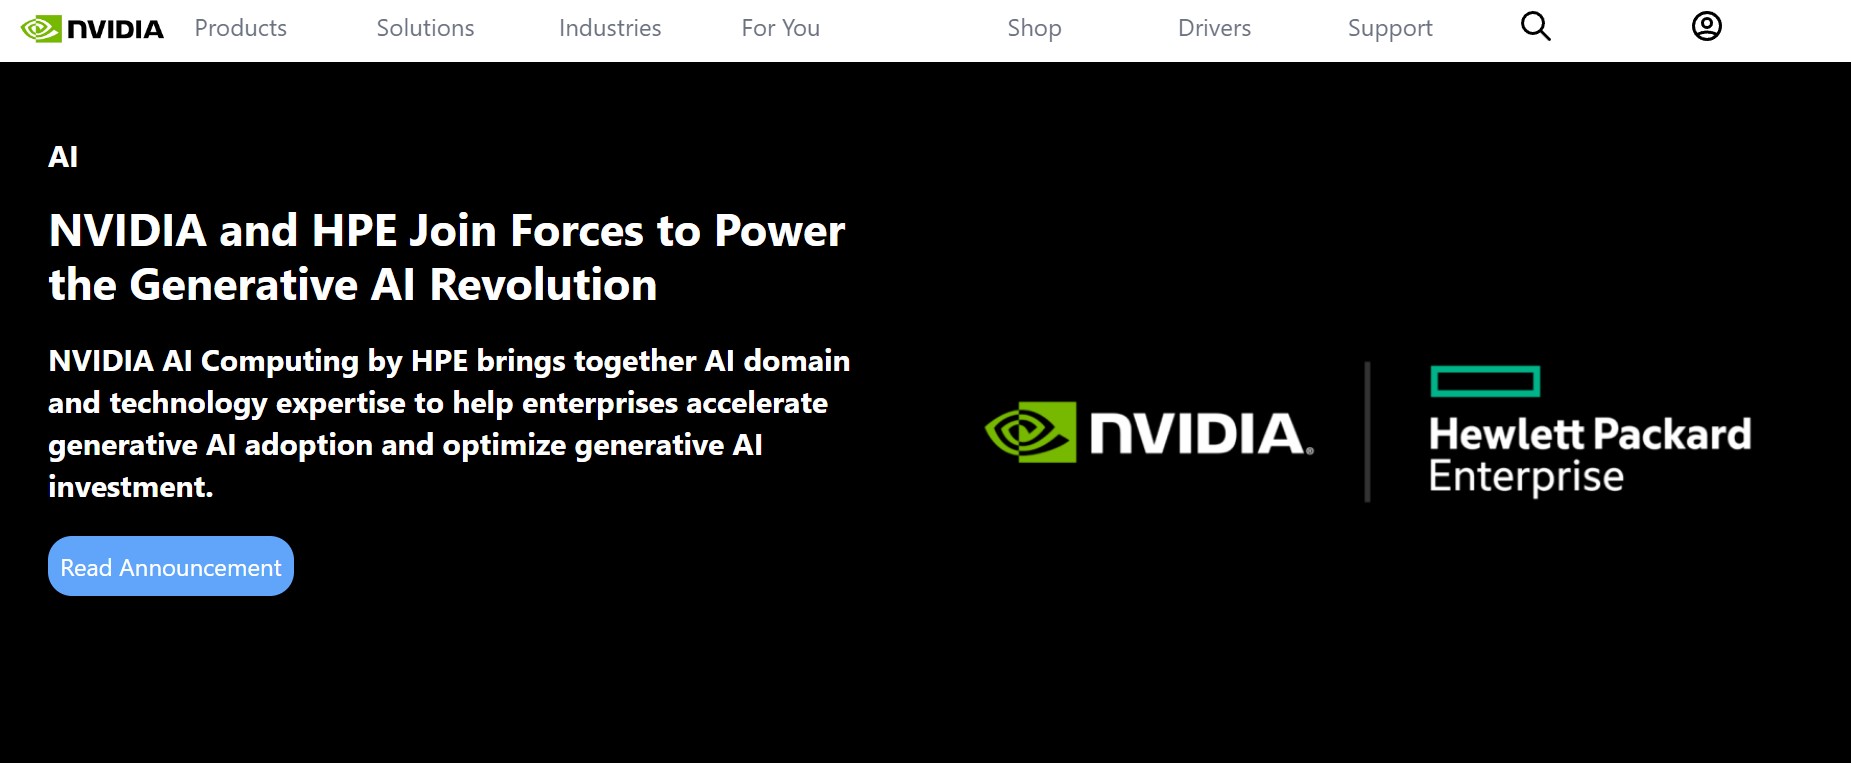 NVIDIA Products Solutions Industries For You Shop Drivers Support
AI
NVIDIA and HPE Join Forces to Power
the Generative AI Revolution
NVIDIA AI Computing by HPE brings together AI domain
and technology expertise to help enterprises accelerate
generative AI adoption and optimize generative AI
investment.
Read Announcement
NVIDIA®
Hewlett Packard
Enterprise